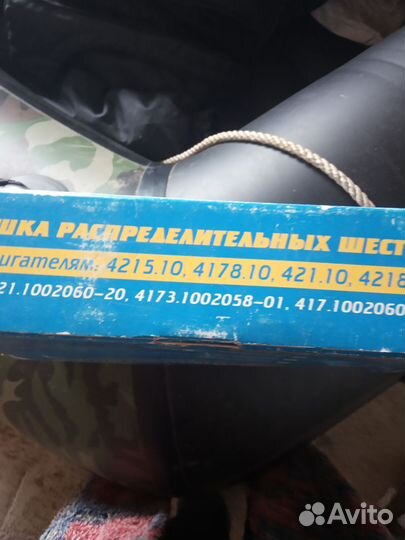 ШКА РАСПРЕДЕЛИТЕЛЬНЫХ ШЕСТ
игателям: 4215.10, 4178.10, 421.10, 4218
21.1002060-20, 4173.1002058-01, 417.1002060
Avito